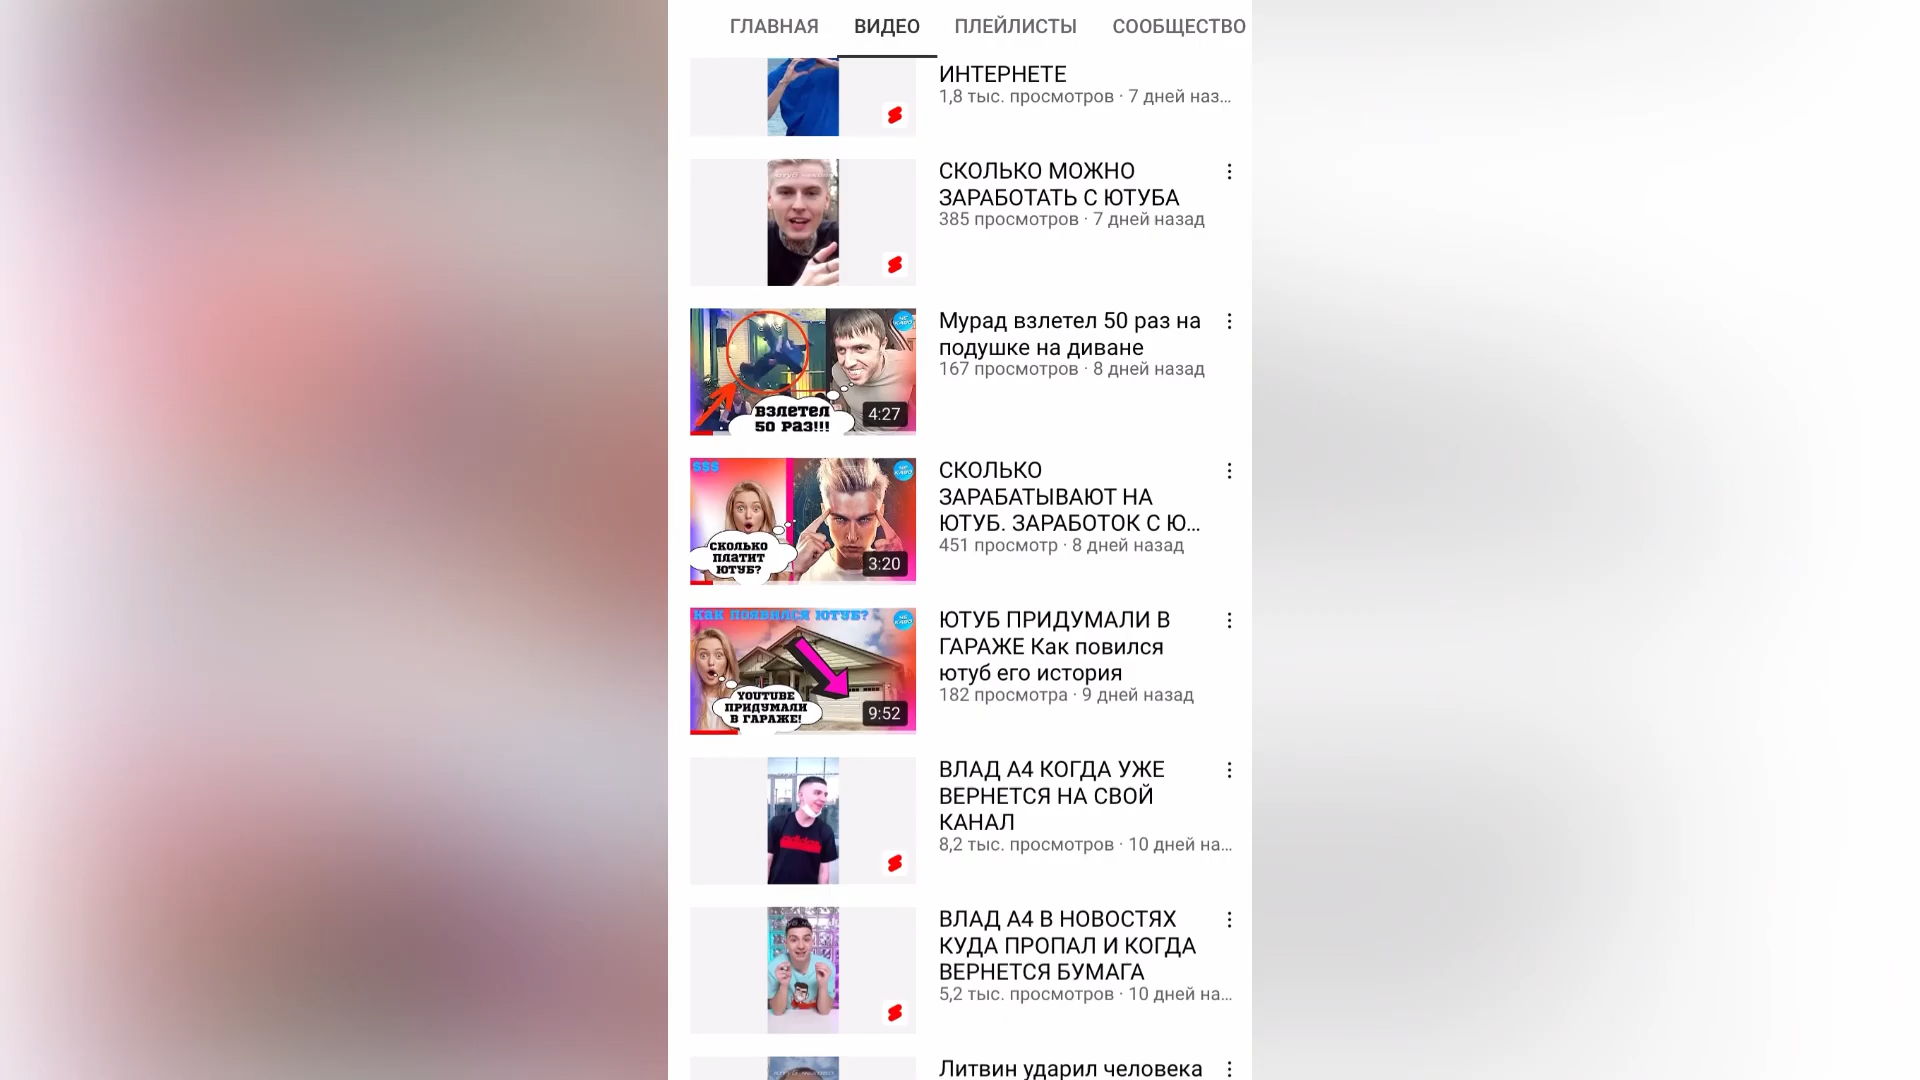 ГЛАВНАЯ ВИДЕО ПЛЕЙЛИСТЫ СООБЩЕСТВО
ИНТЕРНЕТЕ
1,8 тыс. просмотров · 7 дней наз...
СКОЛЬКО МОЖНО
ЗАРАБОТАТЬ С ЮТУБА
385 просмотров · 7 дней назад
Мурад взлетел 50 раз на
подушке на диване
167 просмотров · 8 дней назад
ВЗЛЕТЕЛ
50 РАЗ!!!
4:27
СКОЛЬКО
ЗАРАБАТЫВАЮТ НА
ЮТУБ. ЗАРАБОТОК С Ю...
451 просмотр · 8 дней назад
$$$
СКОЛЬКО
ПЛАТИТ
ЮТУБ?
3:20
ЮТУБ ПРИДУМАЛИ В
ГАРАЖЕ Как повился
ютуб его история
182 просмотра · 9 дней назад
КАК ПОЯВИЛСЯ ЮТУБ?
YOUTUBE
ПРИДУМАЛИ
В ГАРАЖЕ!
9:52
ВЛАД А4 КОГДА УЖЕ
ВЕРНЕТСЯ НА СВОЙ
КАНАЛ
8,2 тыс. просмотров · 10 дней на...
ВЛАД А4 В НОВОСТЯХ
КУДА ПРОПАЛ И КОГДА
ВЕРНЕТСЯ БУМАГА
5,2 тыс. просмотров · 10 дней на...
Литвин ударил человека